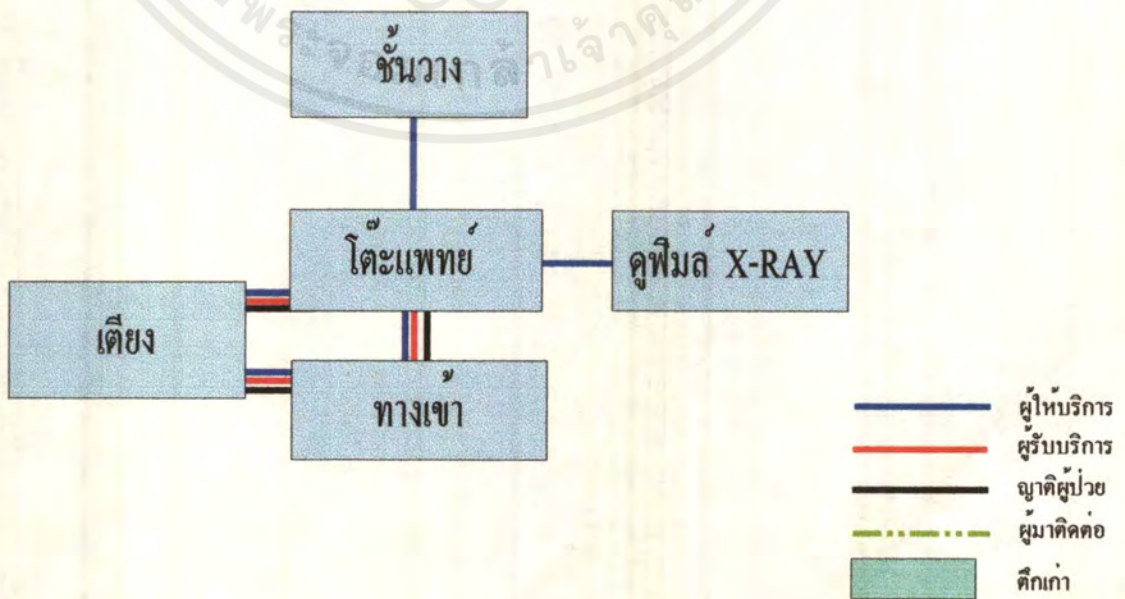 ชั้นวาง
โต๊ะแพทย์
ดูฟิมล์ X-RAY
เตียง
ทางเข้า
ผู้ให้บริการ
ผู้รับบริการ
ญาติผู้ป่วย
ผู้มาติดต่อ
ตึกเก่า